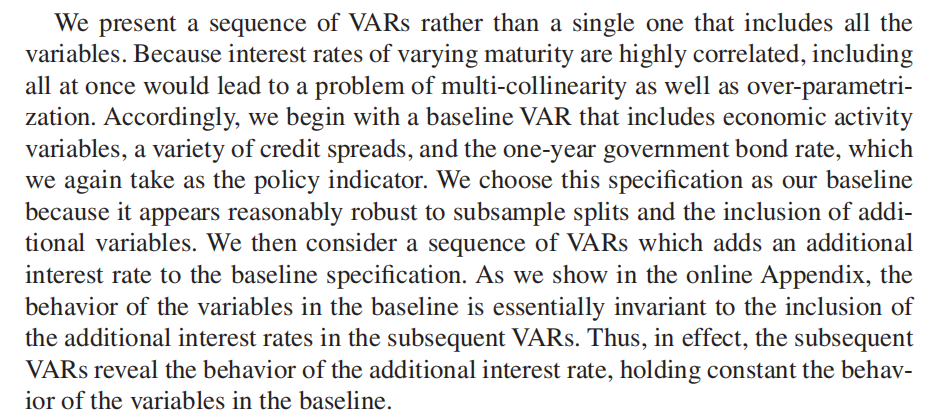 We present a sequence of VARs rather than a single one that includes all the
variables. Because interest rates of varying maturity are highly correlated, including
all at once would lead to a problem of multi-collinearity as well as over-parametri-
zation. Accordingly, we begin with a baseline VAR that includes economic activity
variables, a variety of credit spreads, and the one-year government bond rate, which
we again take as the policy indicator. We choose this specification as our baseline
because it appears reasonably robust to subsample splits and the inclusion of addi-
tional variables. We then consider a sequence of VARs which adds an additional
interest rate to the baseline specification. As we show in the online Appendix, the
behavior of the variables in the baseline is essentially invariant to the inclusion of
the additional interest rates in the subsequent VARs. Thus, in effect, the subsequent
VARs reveal the behavior of the additional interest rate, holding constant the behav-
ior of the variables in the baseline.